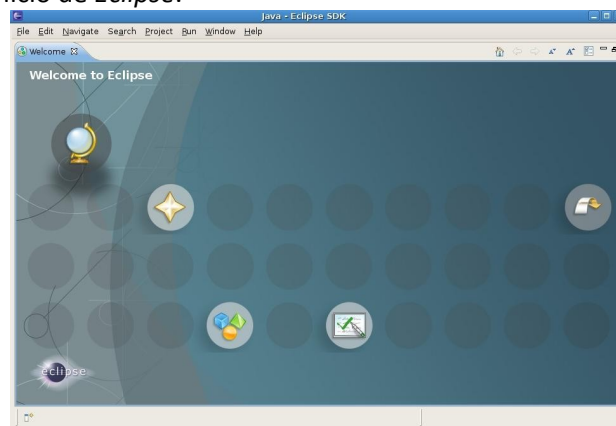 icio de Eclipse.
Java - Eclipse SDK
File Edit Navigate Search Project Run Window Help
Welcome
Welcome to Eclipse
eclipse